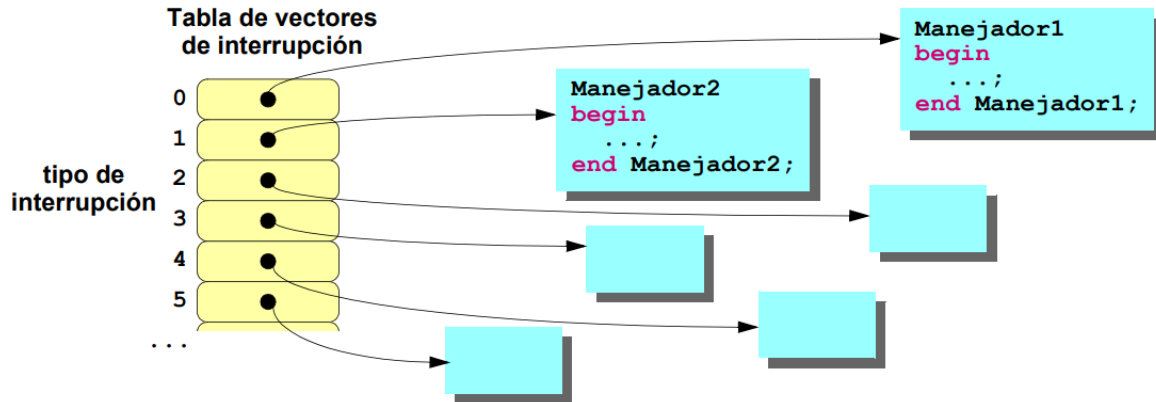 Tabla de vectores
de interrupción
tipo de
interrupción
0
1
2
3
4
5
...
Manejador1
begin
...;
end Manejador1;
Manejador2
begin
...;
end Manejador2;